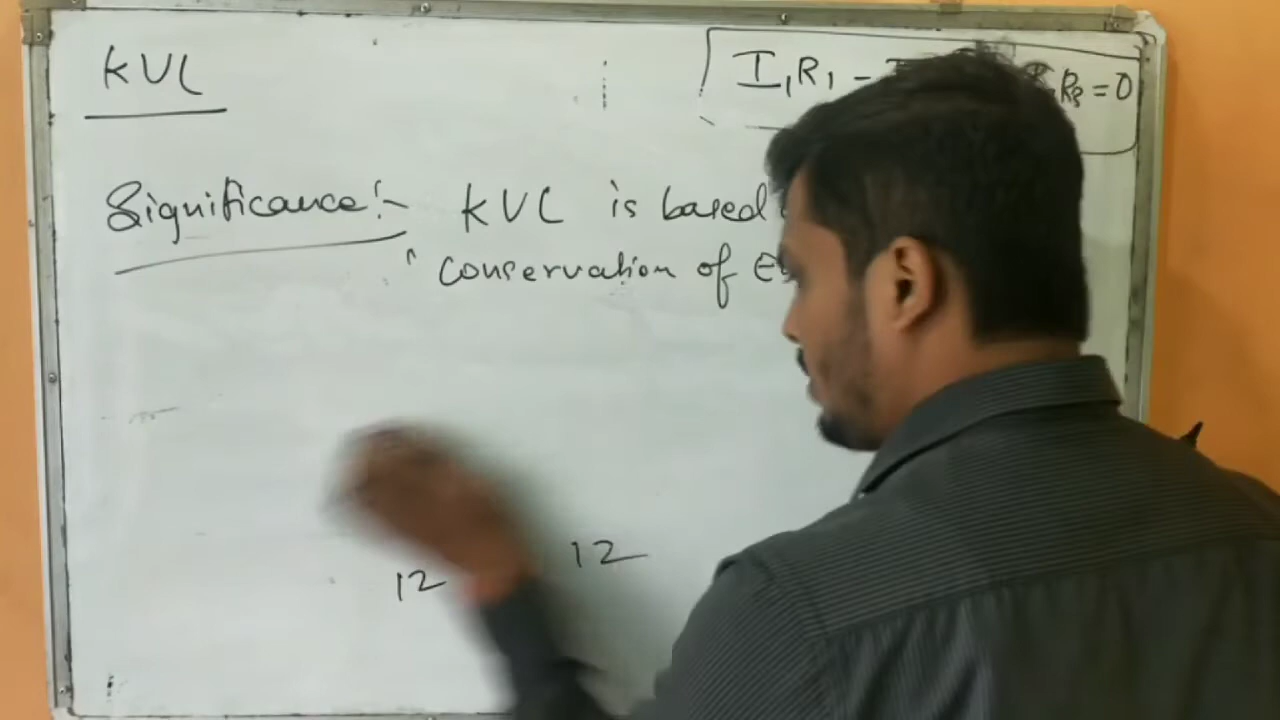 KVL
I₁R₁ - R₃ = 0
Significance :- KVL is based
" conservation of
12
12